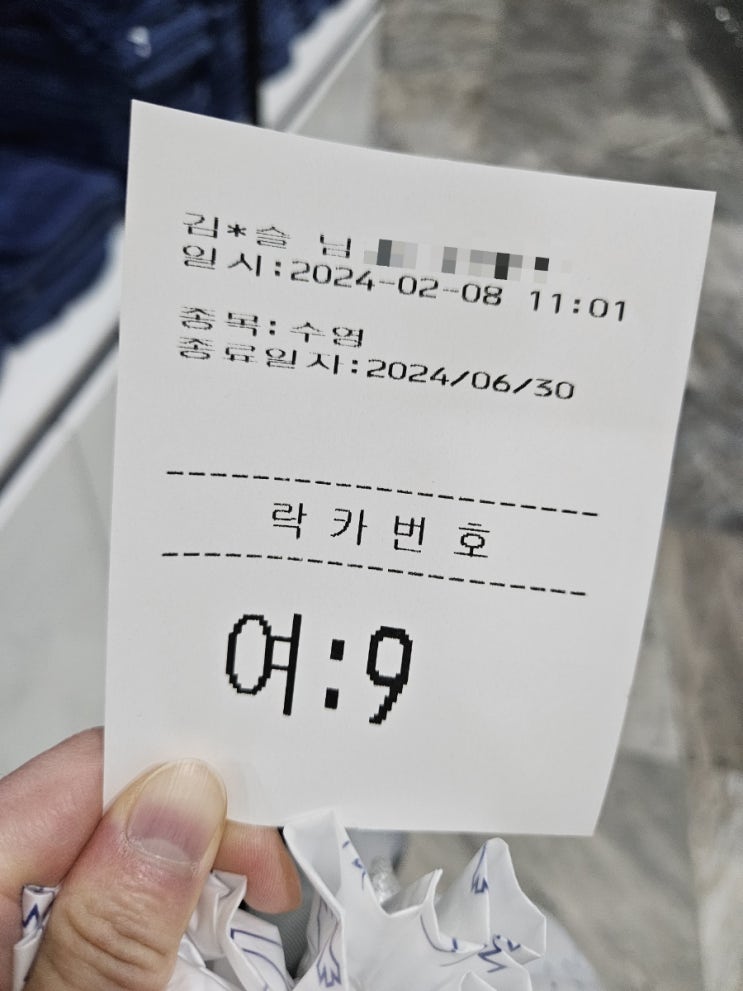 김*슬 님
일시:2024-02-08 11:01
종목:수영
종료일자:2024/06/30
락카번호
여:9